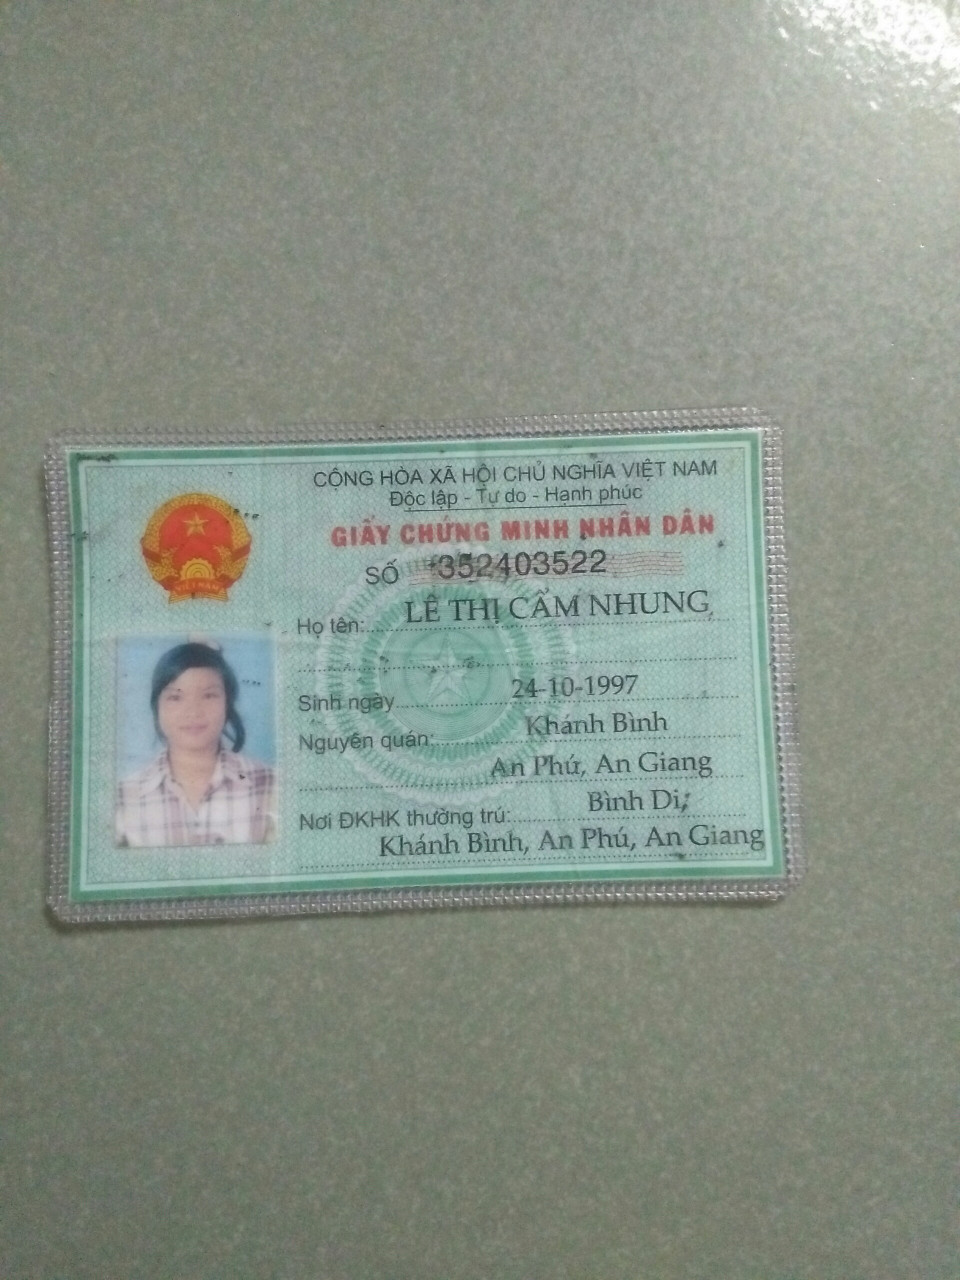 CỘNG HÒA XÃ HỘI CHỦ NGHĨA VIỆT NAM
Độc lập - Tự do - Hạnh phúc
GIẤY CHỨNG MINH NHÂN DÂN
SỐ 352403522
Họ tên: LÊ THỊ CẨM NHUNG
Sinh ngày 24-10-1997
Nguyên quán: Khánh Bình
An Phú, An Giang
Nơi ĐKHK thường trú: Bình Di,
Khánh Bình, An Phú, An Giang
VIỆT NAM